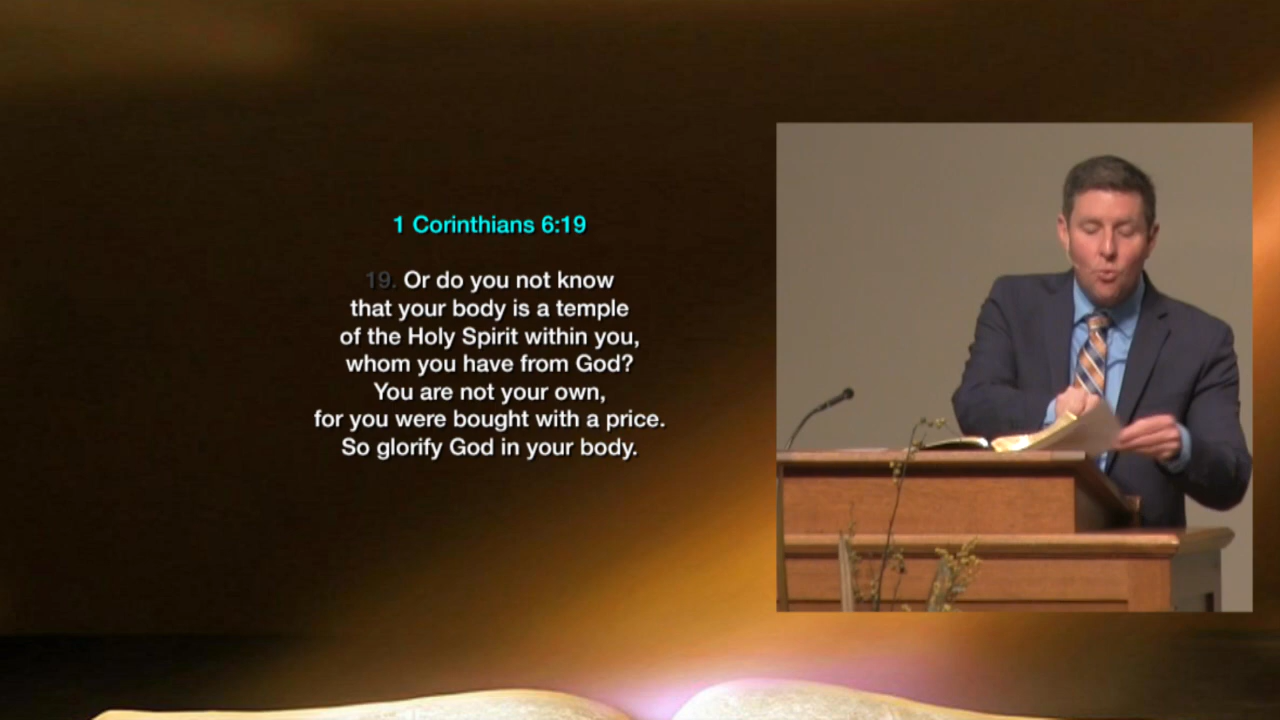 1 Corinthians 6:19
19. Or do you not know
that your body is a temple
of the Holy Spirit within you,
whom you have from God?
You are not your own,
for you were bought with a price.
So glorify God in your body.